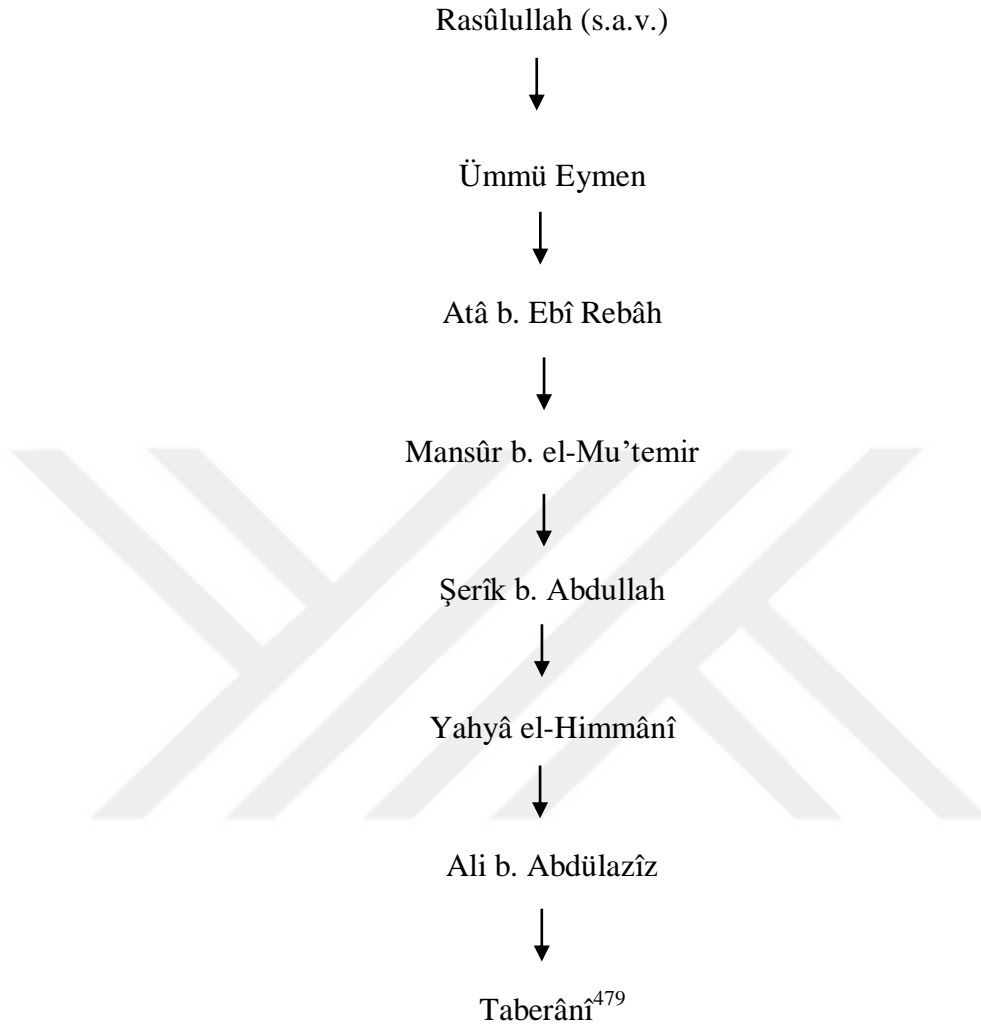 Rasûlullah (s.a.v.)
Ümmü Eymen
Atâ b. Ebî Rebâh
Mansûr b. el-Mu’temir
Şerîk b. Abdullah
Yahyâ el-Himmânî
Ali b. Abdülazîz
Taberânî479